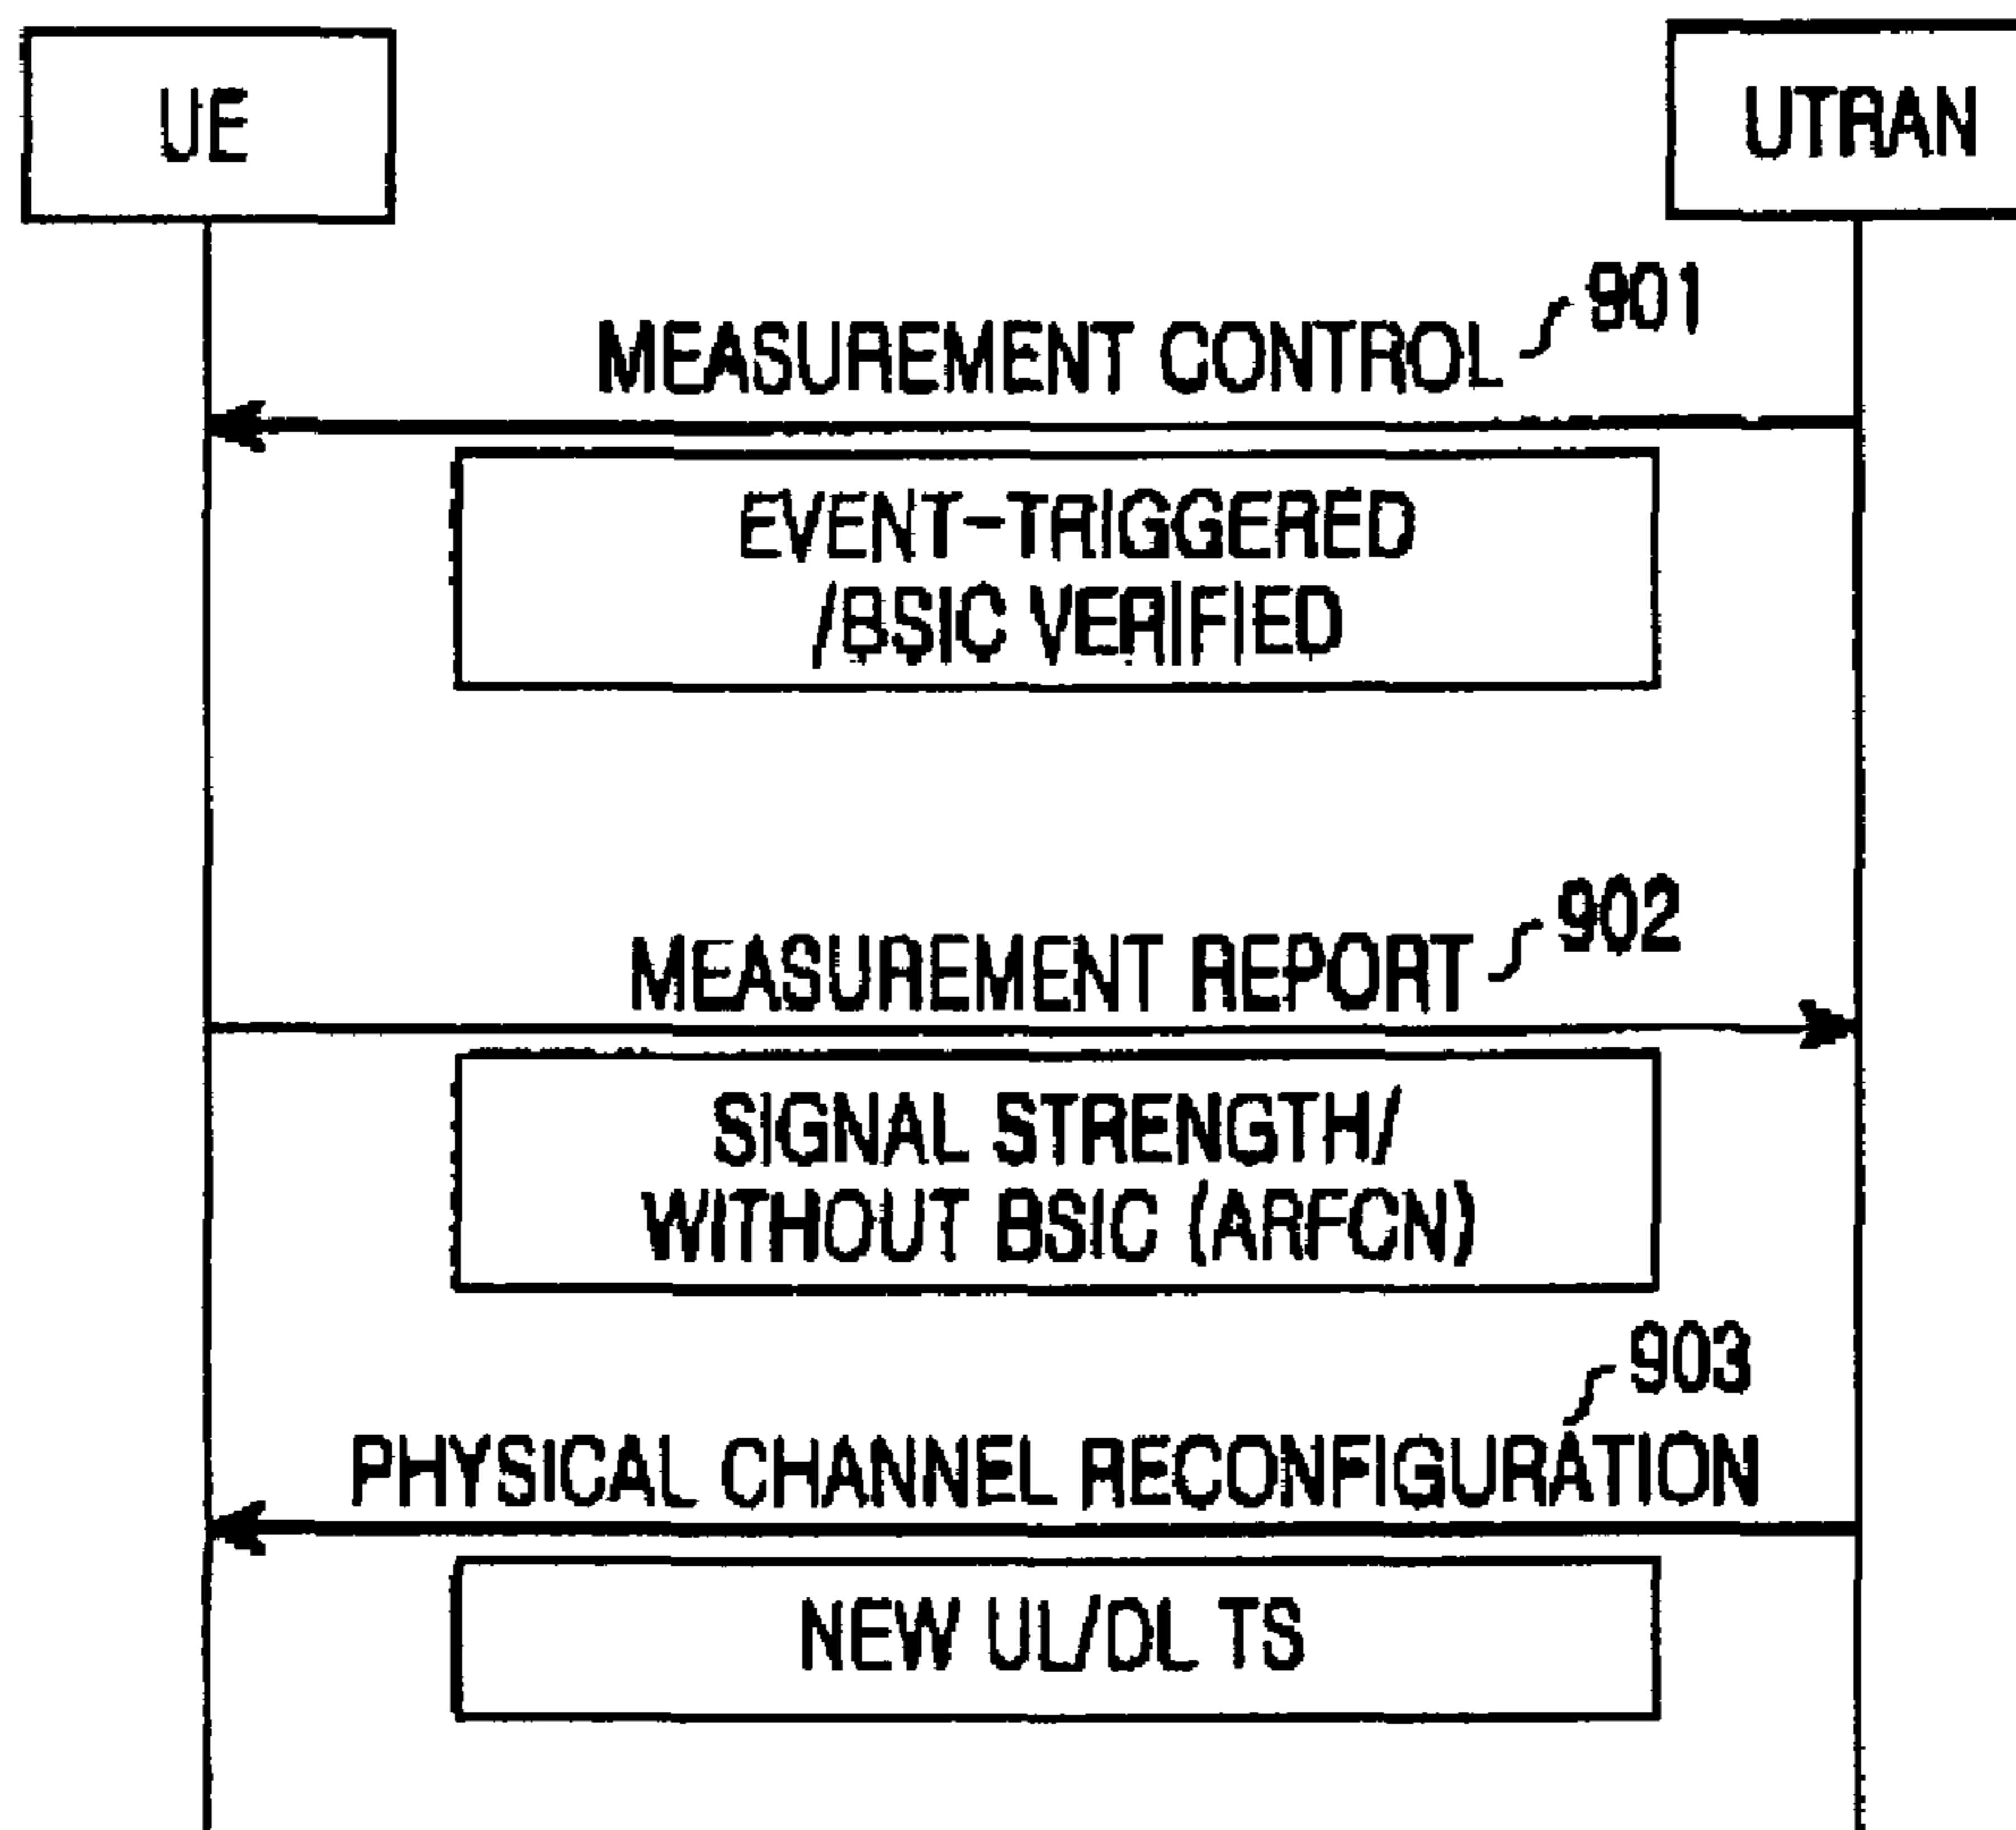 UE
UTRAN
901
MEASUREMENT CONTROL
EVENT-TRIGGERED
/BSIC VERIFIED
902
MEASUREMENT REPORT
SIGNAL STRENGTH/
WITHOUT BSIC (ARFCN)
903
PHYSICAL CHANNEL RECONFIGURATION
NEW UL/DL TS